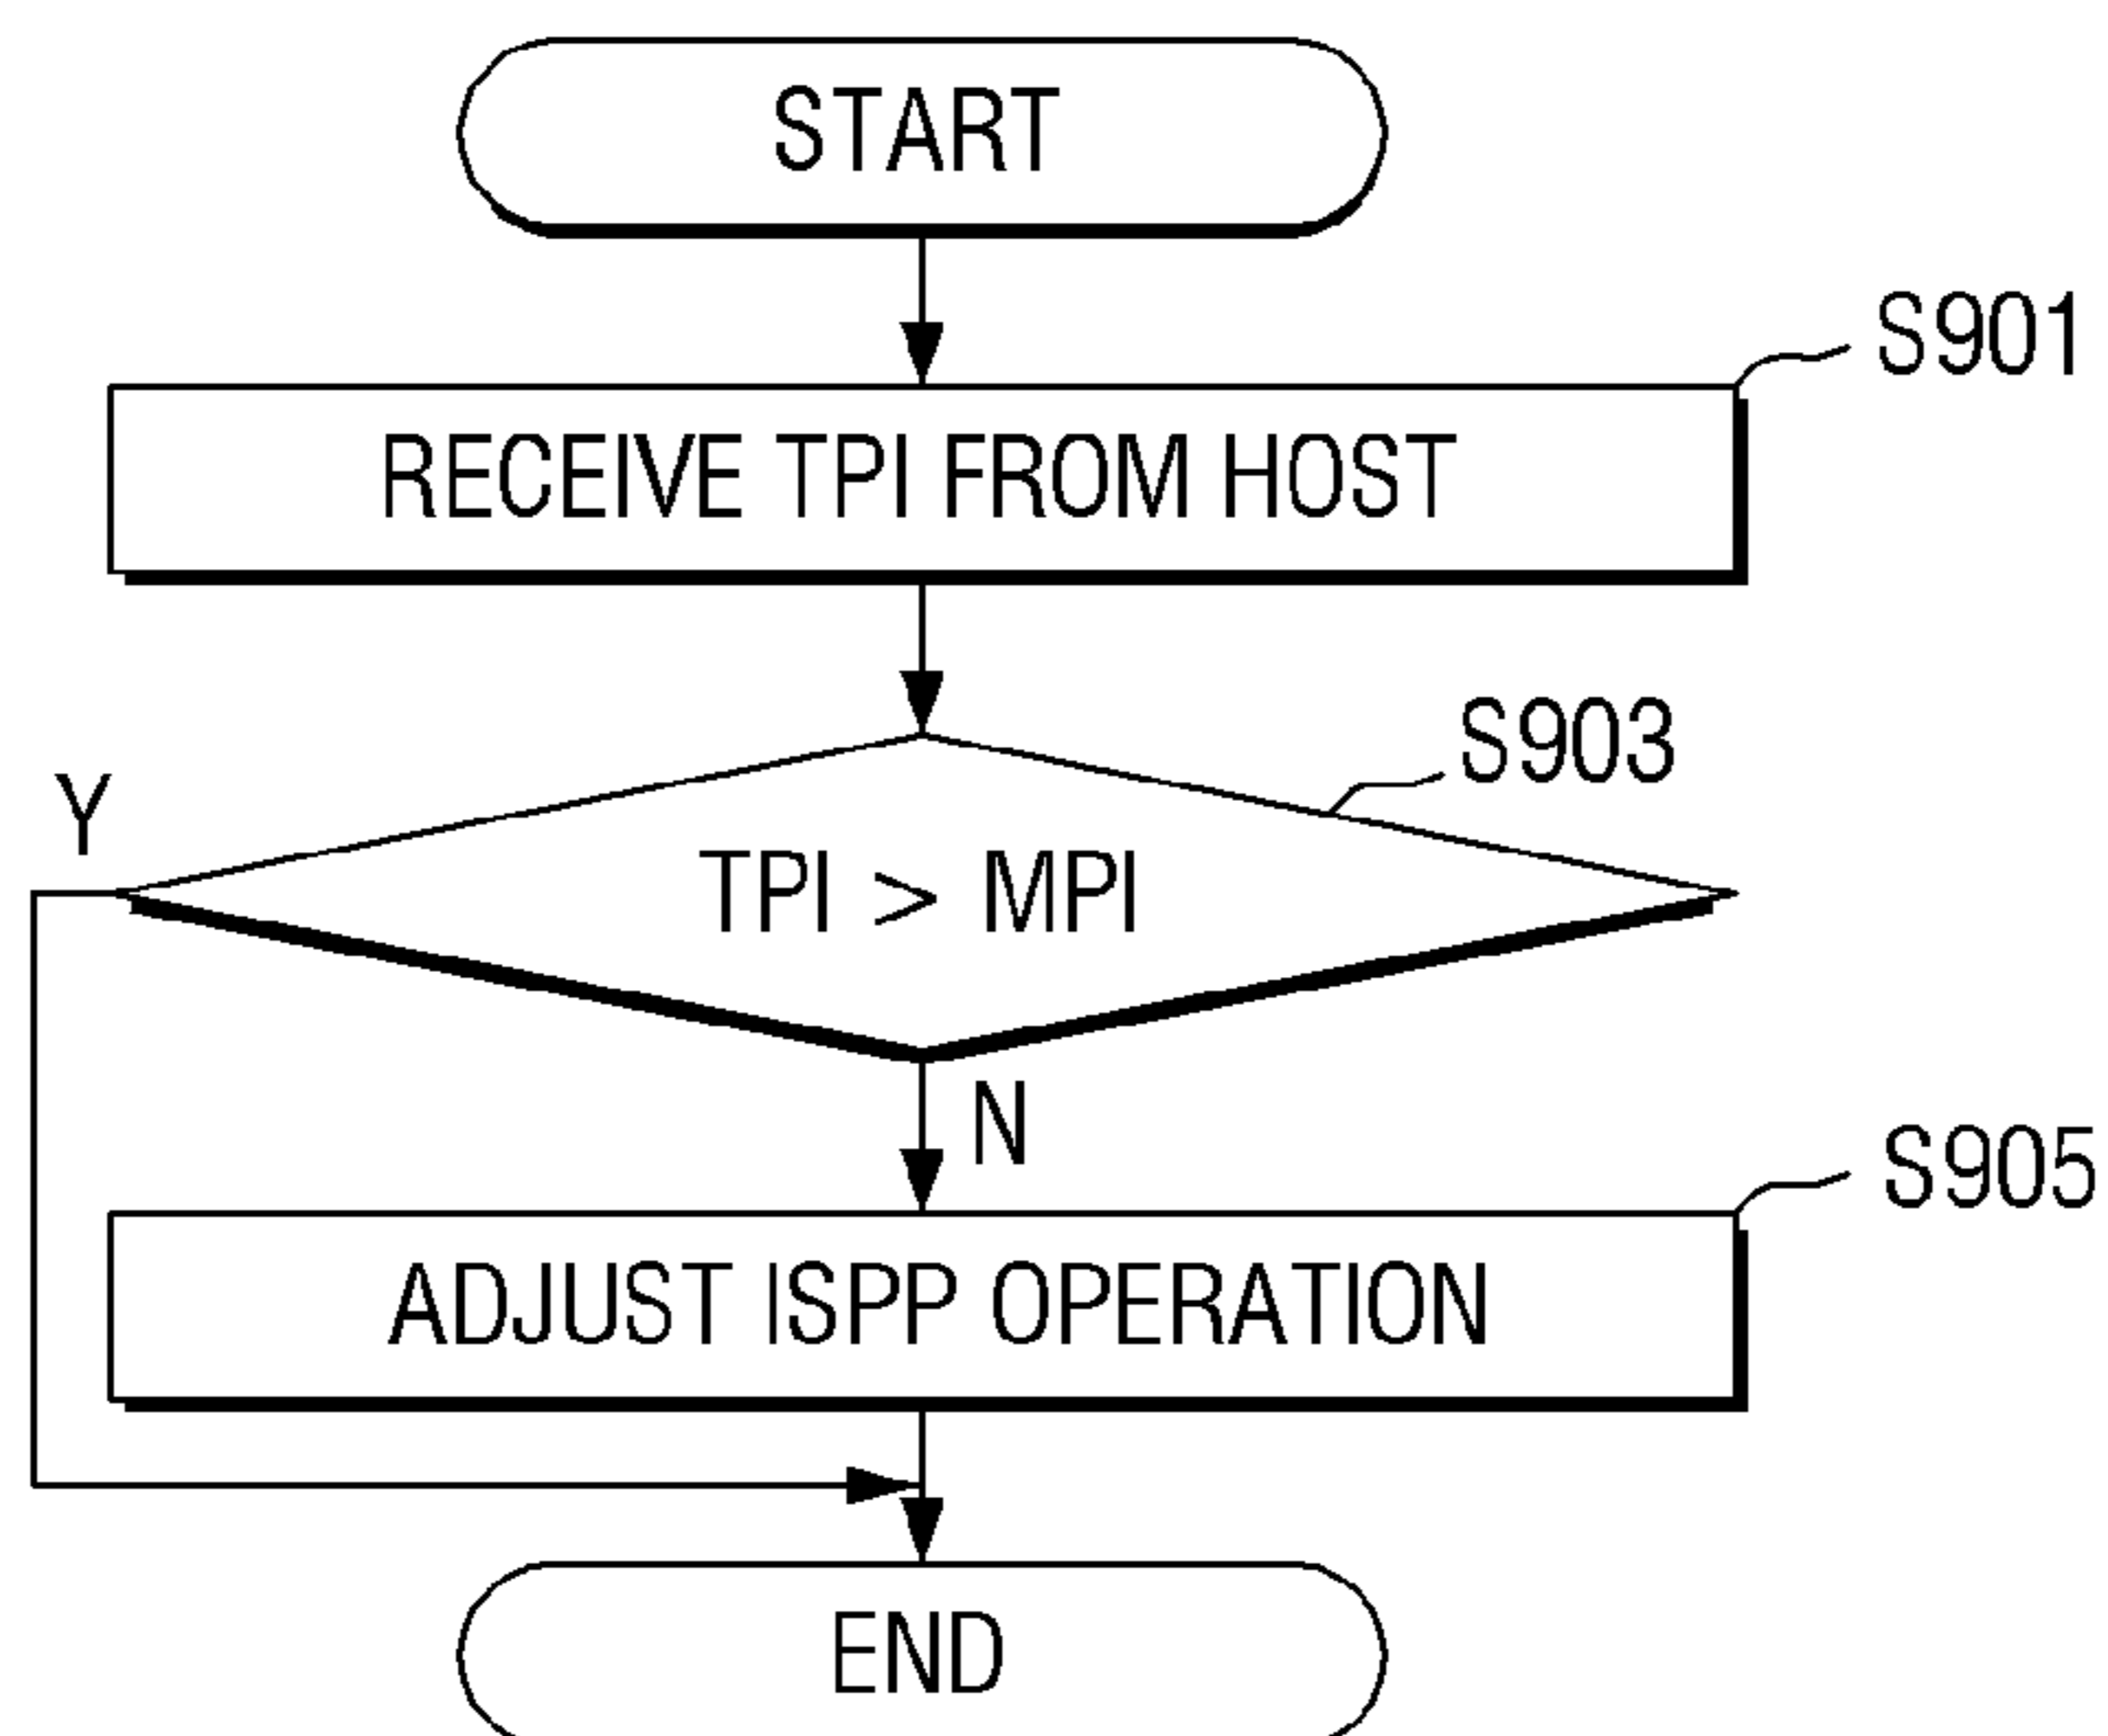 START
S901
RECEIVE TPI FROM HOST
S903
Y
TPI > MPI
N
S905
ADJUST ISPP OPERATION
END